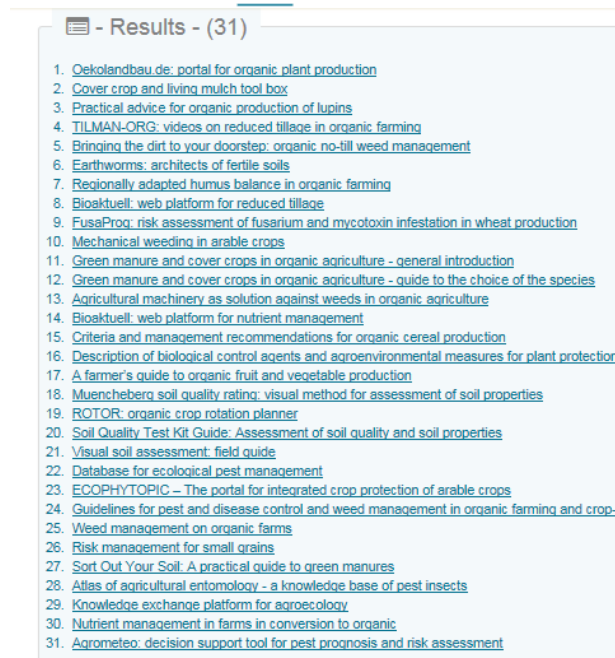 - Results - (31)
1. Oekolandbau.de: portal for organic plant production
2. Cover crop and living mulch tool box
3. Practical advice for organic production of lupins
4. TILMAN-ORG: videos on reduced tillage in organic farming
5. Bringing the dirt to your doorstep: organic no-till weed management
6. Earthworms: architects of fertile soils
7. Regionally adapted humus balance in organic farming
8. Bioaktuell: web platform for reduced tillage
9. FusaProg: risk assessment of fusarium and mycotoxin infestation in wheat production
10. Mechanical weeding in arable crops
11. Green manure and cover crops in organic agriculture - general introduction
12. Green manure and cover crops in organic agriculture - guide to the choice of the species
13. Agricultural machinery as solution against weeds in organic agriculture
14. Bioaktuell: web platform for nutrient management
15. Criteria and management recommendations for organic cereal production
16. Description of biological control agents and agroenvironmental measures for plant protection
17. A farmer's guide to organic fruit and vegetable production
18. Muencheberg soil quality rating: visual method for assessment of soil properties
19. ROTOR: organic crop rotation planner
20. Soil Quality Test Kit Guide: Assessment of soil quality and soil properties
21. Visual soil assessment: field guide
22. Database for ecological pest management
23. ECOPHYTOPIC – The portal for integrated crop protection of arable crops
24. Guidelines for pest and disease control and weed management in organic farming and crop-
25. Weed management on organic farms
26. Risk management for small grains
27. Sort Out Your Soil: A practical guide to green manures
28. Atlas of agricultural entomology - a knowledge base of pest insects
29. Knowledge exchange platform for agroecology
30. Nutrient management in farms in conversion to organic
31. Agrometeo: decision support tool for pest prognosis and risk assessment